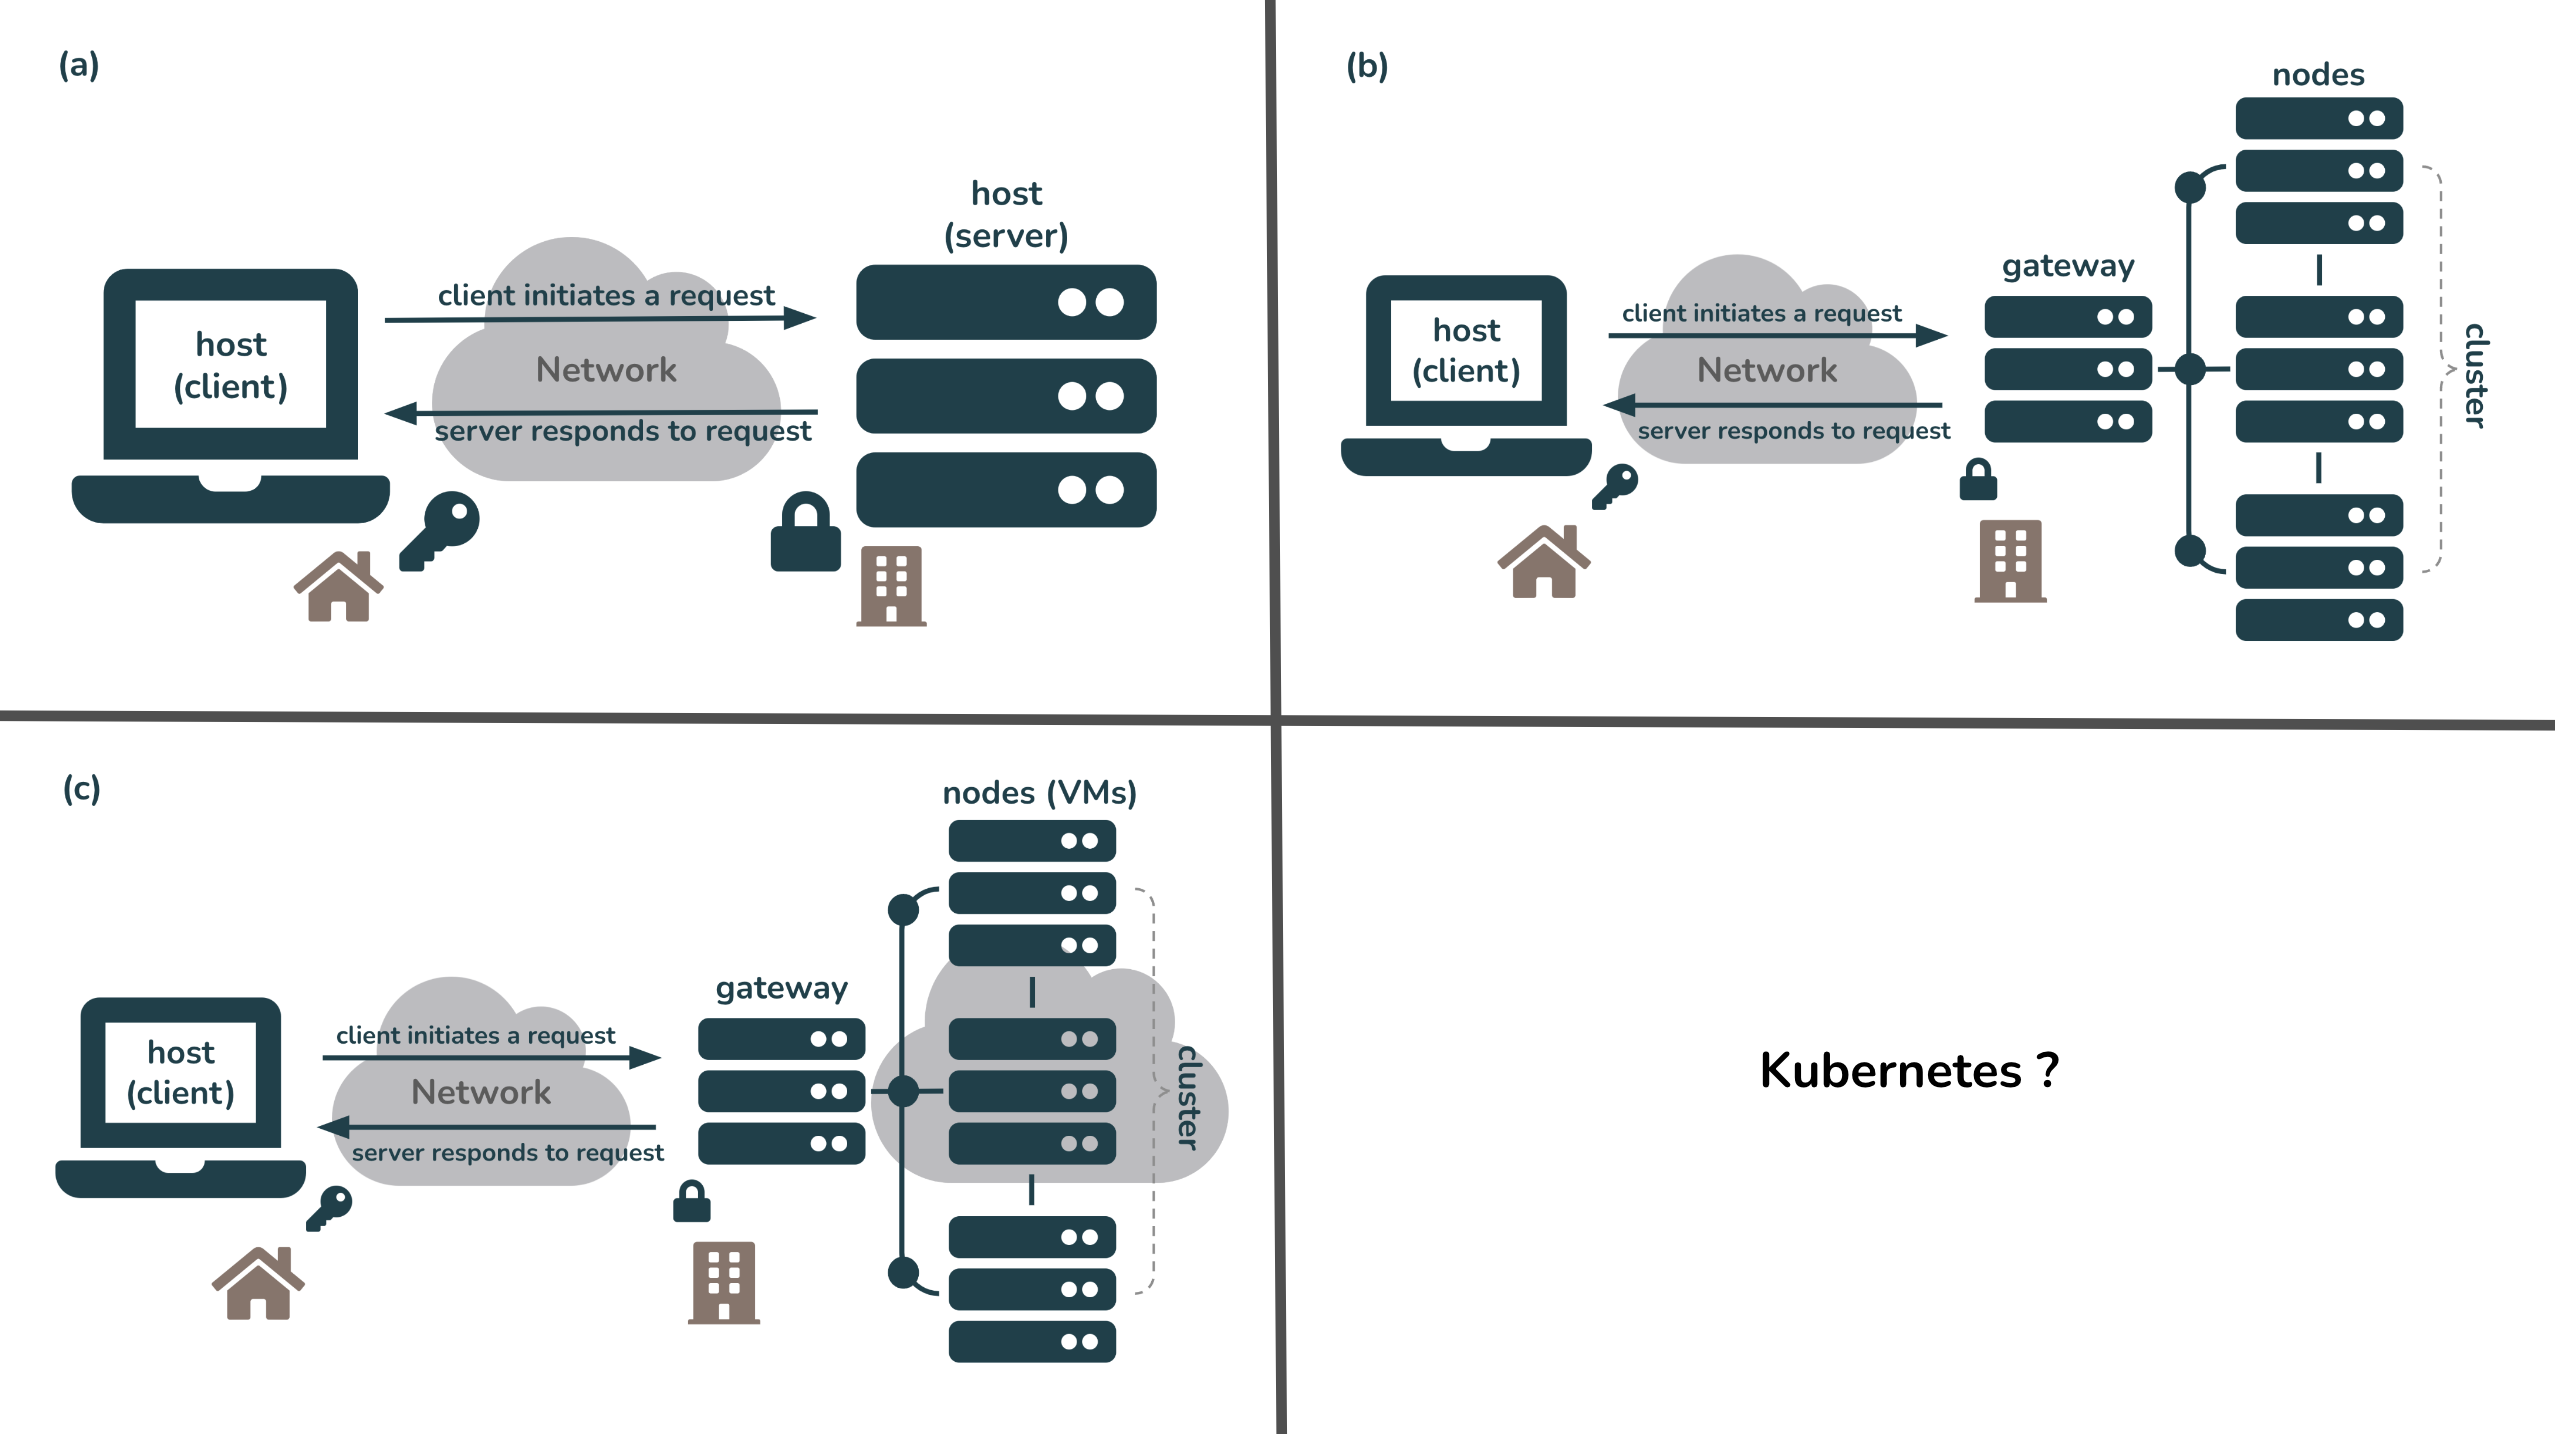 (a)
host
(server)
client initiates a request
host
(client)
Network
server responds to request
(b)
nodes
gateway
client initiates a request
host
(client)
Network
server responds to request
cluster
(c)
nodes (VMs)
gateway
client initiates a request
host
(client)
Network
server responds to request
cluster
Kubernetes ?